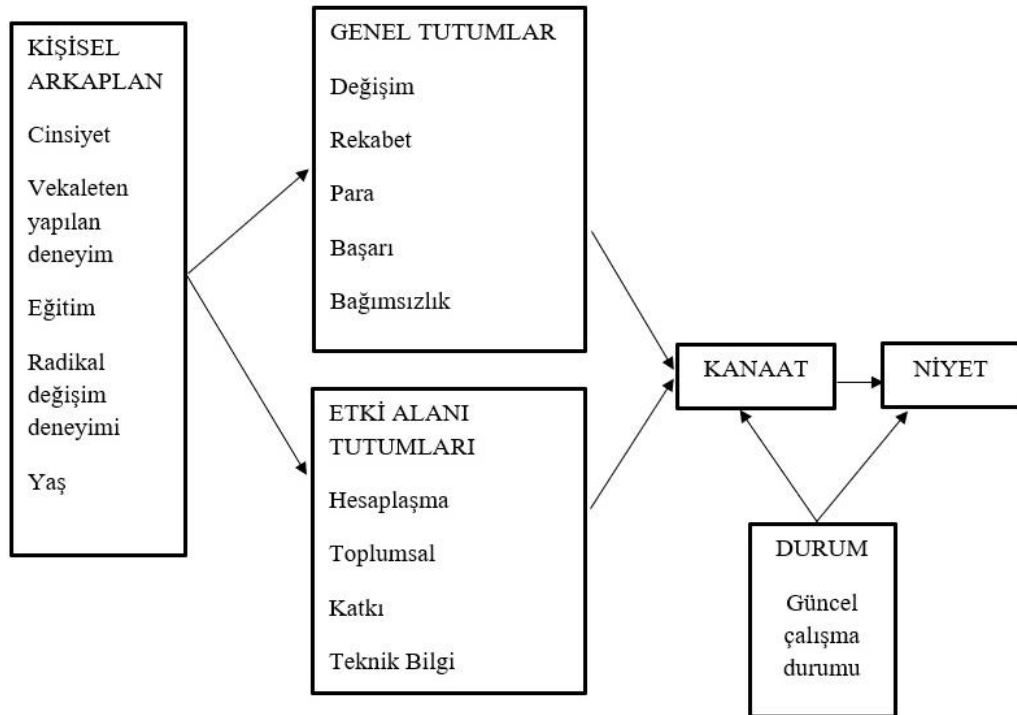 KİŞİSEL
ARKAPLAN
Cinsiyet
Vekaleten
yapılan
deneyim
Eğitim
Radikal
değişim
deneyimi
Yaş
GENEL TUTUMLAR
Değişim
Rekabet
Para
Başarı
Bağımsızlık
ETKİ ALANI
TUTUMLARI
Hesaplaşma
Toplumsal
Katkı
Teknik Bilgi
KANAAT
NİYET
DURUM
Güncel
çalışma
durumu